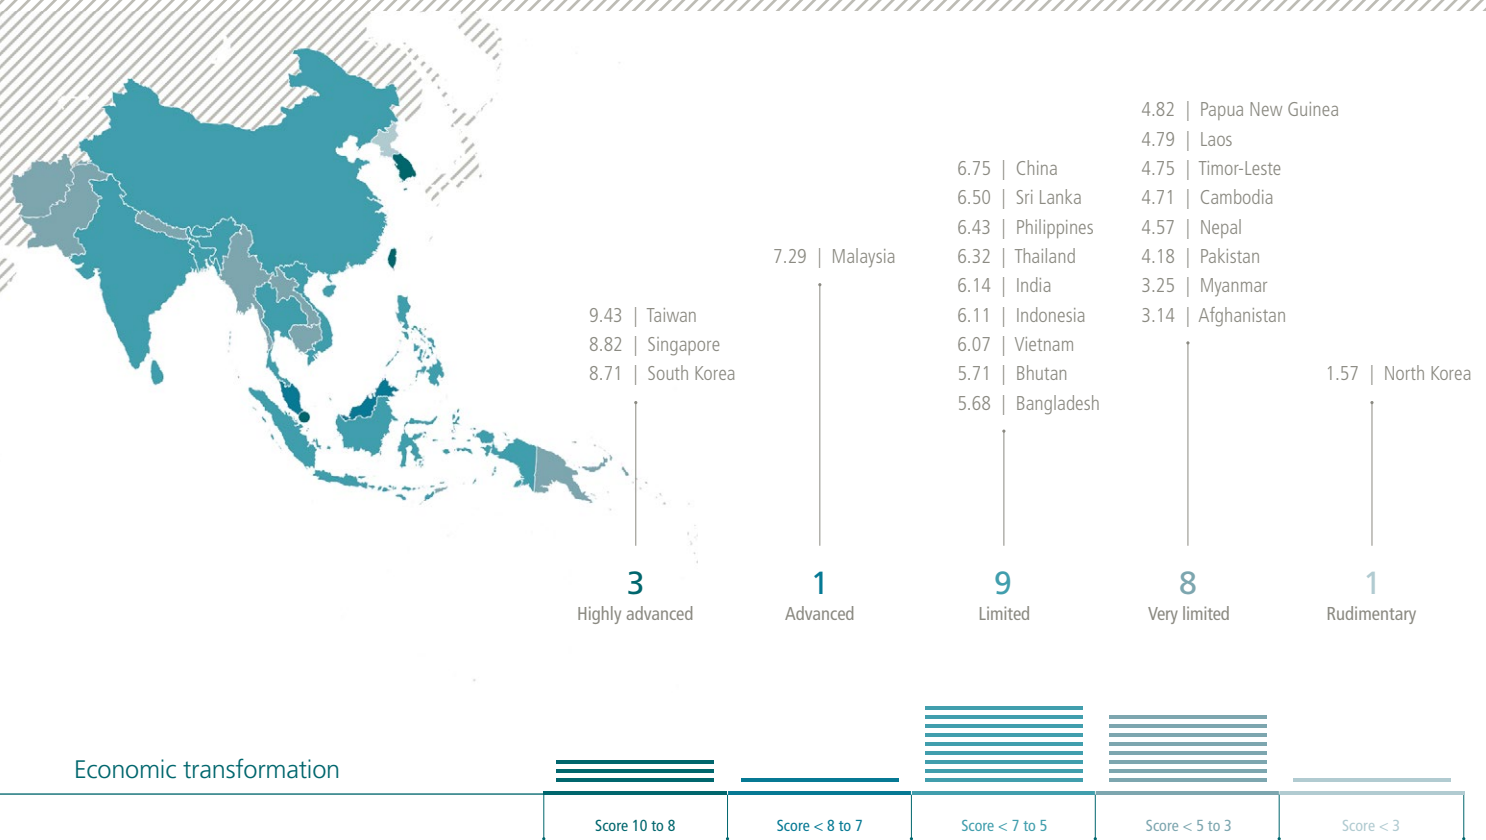 9.43 | Taiwan
8.82 | Singapore
8.71 | South Korea
3
Highly advanced
7.29 | Malaysia
1
Advanced
6.75 | China
6.50 | Sri Lanka
6.43 | Philippines
6.32 | Thailand
6.14 | India
6.11 | Indonesia
6.07 | Vietnam
5.71 | Bhutan
5.68 | Bangladesh
9
Limited
4.82 | Papua New Guinea
4.79 | Laos
4.75 | Timor-Leste
4.71 | Cambodia
4.57 | Nepal
4.18 | Pakistan
3.25 | Myanmar
3.14 | Afghanistan
8
Very limited
1.57 | North Korea
1
Rudimentary
Economic transformation
Score 10 to 8
Score < 8 to 7
Score < 7 to 5
Score < 5 to 3
Score < 3